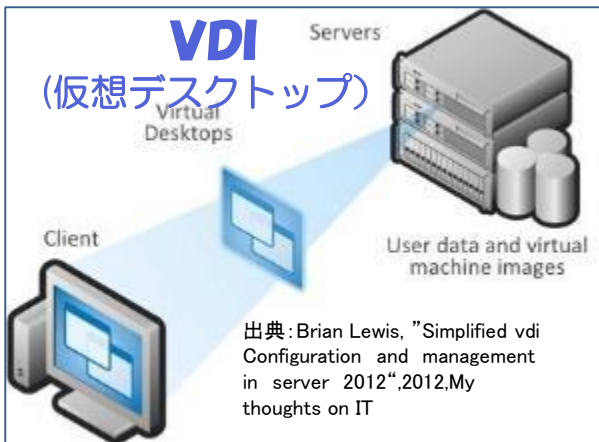 VDI
(仮想デスクトップ)
Servers
Virtual
Desktops
Client
User data and virtual
machine images
出典:Brian Lewis, ”Simplified vdi
Configuration and management
in server 2012“,2012,My
thoughts on IT